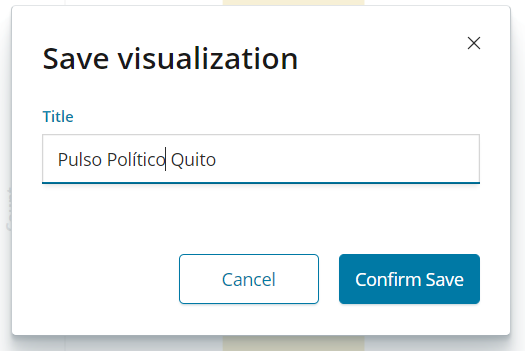 Save visualization
Title
Pulso Político Quito
Cancel
Confirm Save